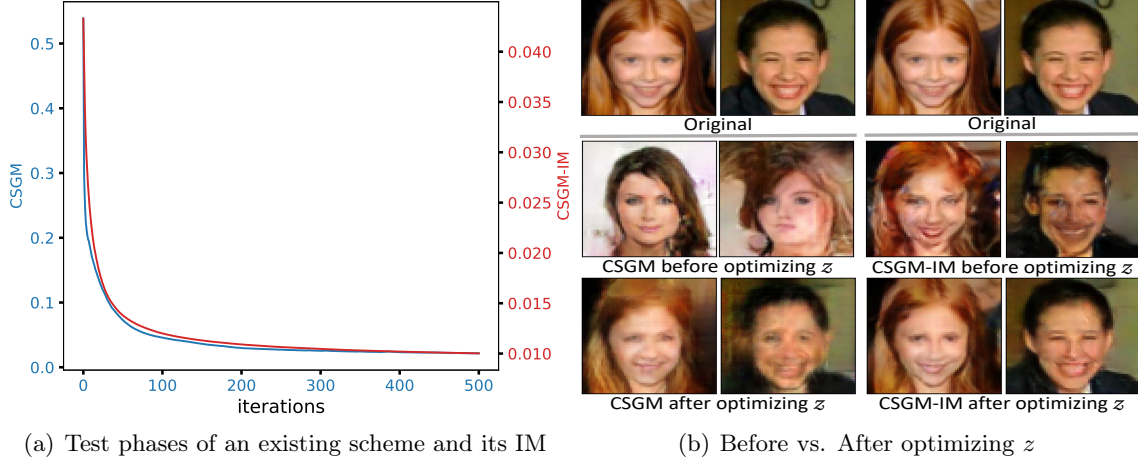 0.5
0.4
0.3
0.2
0.1
0.0
CSGM
0.040
0.035
0.030
0.025
0.020
0.015
0.010
CSGM-IM
0 100 200 300 400 500
iterations
(a) Test phases of an existing scheme and its IM
Original Original
CSGM before optimizing z CSGM-IM before optimizing z
CSGM after optimizing z CSGM-IM after optimizing z
(b) Before vs. After optimizing z